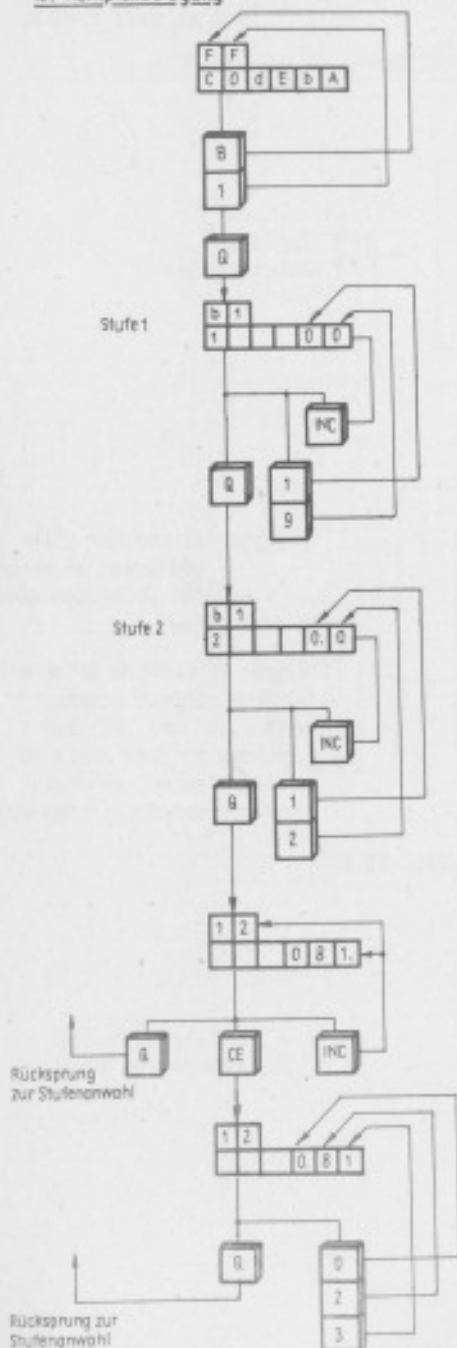 F F
C 0 d E b A
B
1
Q
Stufe 1
b 1
1 0 0
INC
Q
1
9
Stufe 2
b 1
2 0. 0
INC
Q
1
2
1 2
0 8 1.
Q CE INC
Rücksprung
zur Stufenanwahl
1 2
0. 8 1
Q
0
2
3
Rücksprung zur
Stufenanwahl